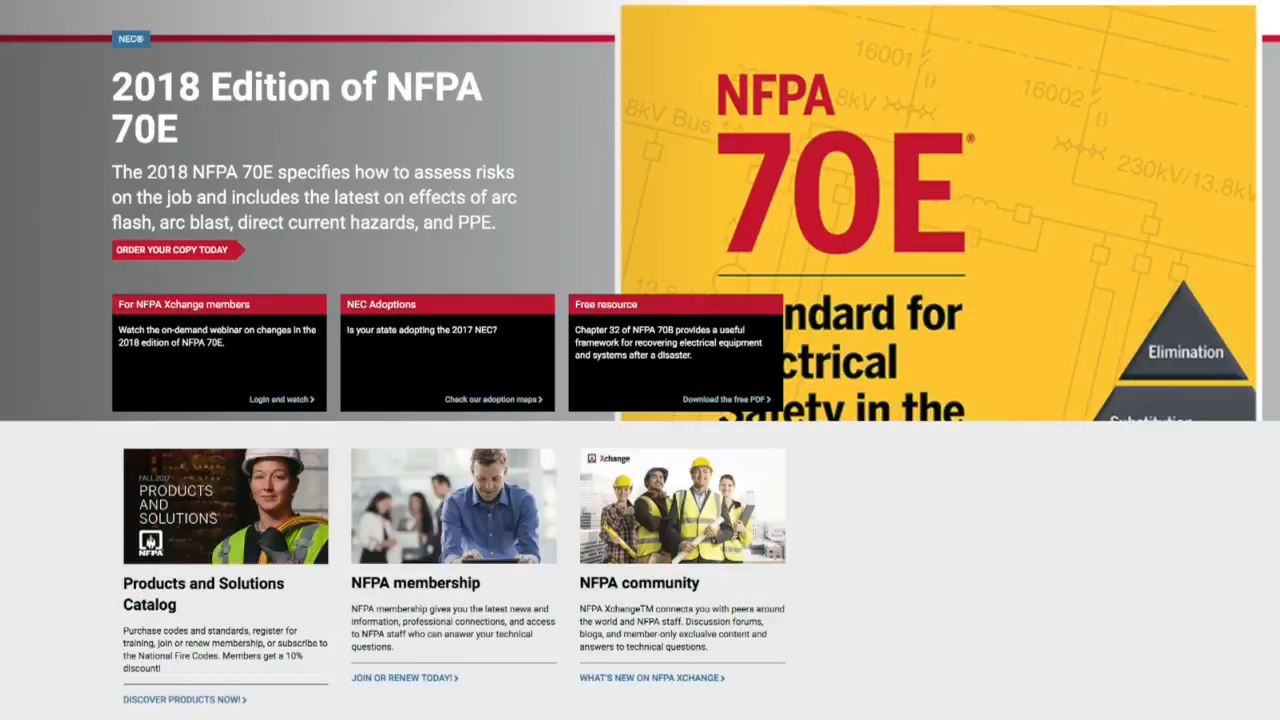 NEC®
2018 Edition of NFPA
70E
The 2018 NFPA 70E specifies how to assess risks
on the job and includes the latest on effects of arc
flash, arc blast, direct current hazards, and PPE.
ORDER YOUR COPY TODAY
NFPA
70E®
16001
16002
8kV Bus
8kV
230kV/13.8kV
13.8
ndard for
ctrical
Safety in the
Elimination
Substitution
For NFPA Xchange members
Watch the on-demand webinar on changes in the
2018 edition of NFPA 70E.
Login and watch >
NEC Adoptions
Is your state adopting the 2017 NEC?
Check our adoption maps >
Free resource
Chapter 32 of NFPA 70B provides a useful
framework for recovering electrical equipment
and systems after a disaster.
Download the free PDF >
FALL 2017
PRODUCTS
AND
SOLUTIONS
NFPA
Products and Solutions
Catalog
Purchase codes and standards, register for
training, join or renew membership, or subscribe to
the National Fire Codes. Members get a 10%
discount!
DISCOVER PRODUCTS NOW! >
NFPA membership
NFPA membership gives you the latest news and
information, professional connections, and access
to NFPA staff who can answer your technical
questions.
JOIN OR RENEW TODAY! >
Xchange
NFPA community
NFPA XchangeTM connects you with peers around
the world and NFPA staff. Discussion forums,
blogs, and member-only exclusive content and
answers to technical questions.
WHAT'S NEW ON NFPA XCHANGE >